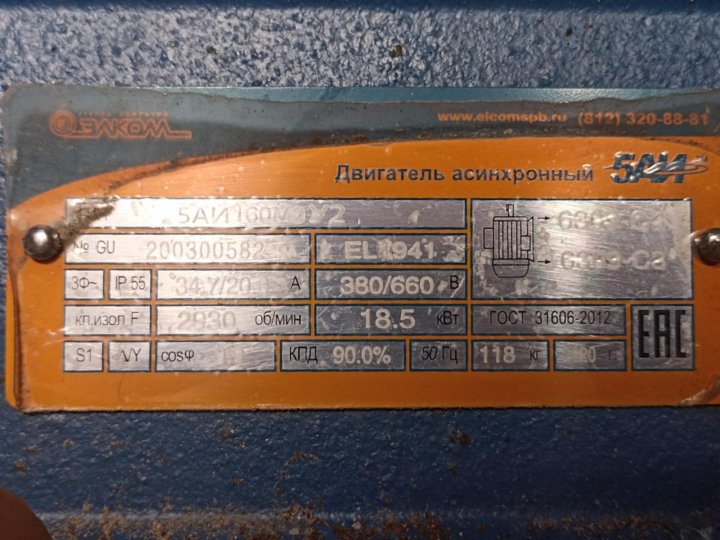 ЭЛКОМ www.elcomspb.ru (812) 320-88-81
Двигатель асинхронный 5АИ
У2
№ GU EL 1941
3Ф~ IP 55 А 380/660 В
кл.изол F 2930 об/мин 18.5 кВт ГОСТ 31606-2012
S1 Δ/Y cosφ КПД 90.0% 50 Гц 118 кг г. EAC